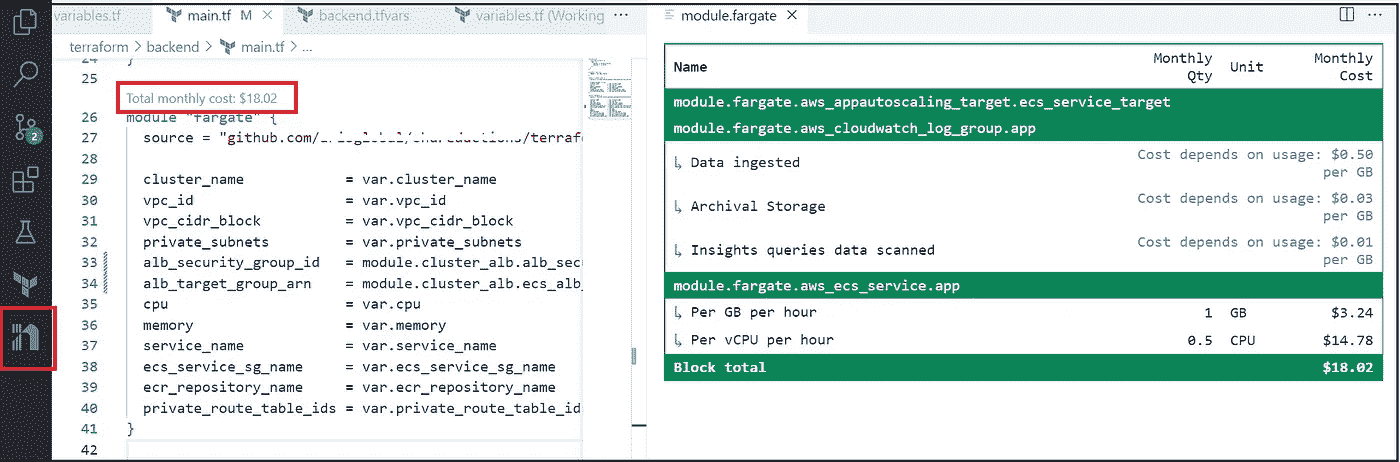 variables.tf
main.tf M
backend.tfvars
variables.tf (Working
terraform > backend > main.tf > ...
24 }
25
Total monthly cost: $18.02
26 module "fargate" {
27 source = "github.com/
28
29 cluster_name = var.cluster_name
30 vpc_id = var.vpc_id
31 vpc_cidr_block = var.vpc_cidr_block
32 private_subnets = var.private_subnets
33 alb_security_group_id = module.cluster_alb.alb_sec
34 alb_target_group_arn = module.cluster_alb.ecs_alb_
35 cpu = var.cpu
36 memory = var.memory
37 service_name = var.service_name
38 ecs_service_sg_name = var.ecs_service_sg_name
39 ecr_repository_name = var.ecr_repository_name
40 private_route_table_ids = var.private_route_table_id
41 }
42
2
module.fargate
Name Monthly Qty Unit Monthly Cost
module.fargate.aws_appautoscaling_target.ecs_service_target
module.fargate.aws_cloudwatch_log_group.app
↳ Data ingested Cost depends on usage: $0.50
per GB
↳ Archival Storage Cost depends on usage: $0.03
per GB
↳ Insights queries data scanned Cost depends on usage: $0.01
per GB
module.fargate.aws_ecs_service.app
↳ Per GB per hour 1 GB $3.24
↳ Per vCPU per hour 0.5 CPU $14.78
Block total $18.02